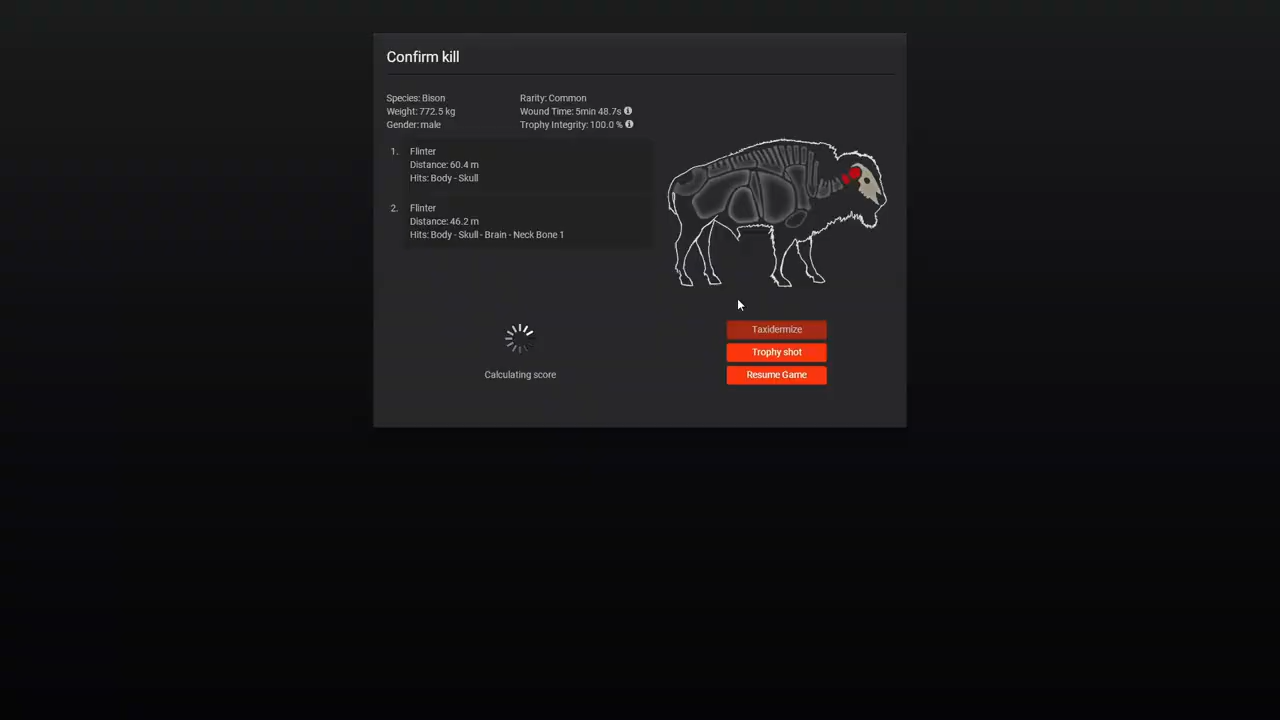 Confirm kill
Species: Bison
Weight: 772.5 kg
Gender: male
Rarity: Common
Wound Time: 5min 48.7s
Trophy Integrity: 100.0 %
1. Flinter
Distance: 60.4 m
Hits: Body - Skull
2. Flinter
Distance: 46.2 m
Hits: Body - Skull - Brain - Neck Bone 1
Calculating score
Taxidermize
Trophy shot
Resume Game